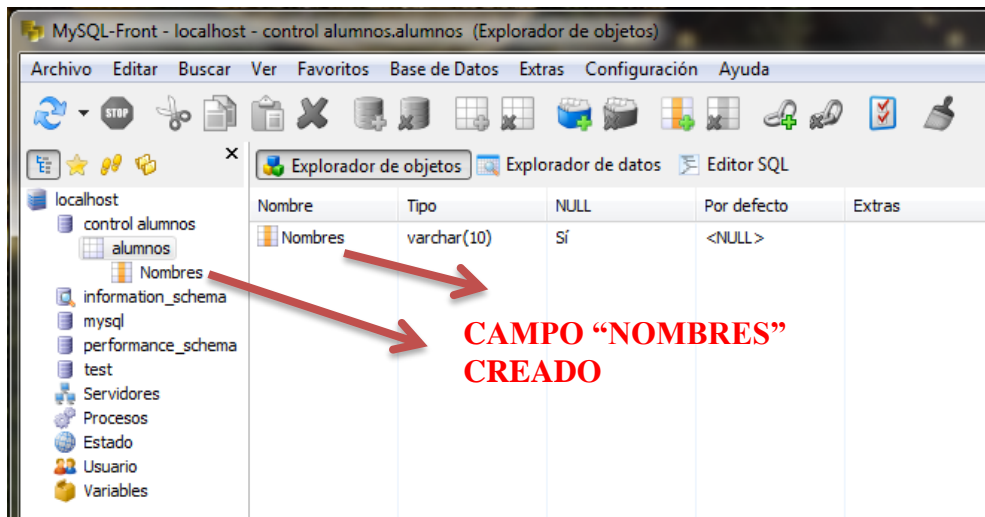 MySQL-Front - localhost - control alumnos.alumnos (Explorador de objetos)
Archivo Editar Buscar Ver Favoritos Base de Datos Extras Configuración Ayuda
STOP
× Explorador de objetos Explorador de datos Editor SQL
localhost
control alumnos
alumnos
Nombres
information_schema
mysql
performance_schema
test
Servidores
Procesos
Estado
Usuario
Variables
Nombre Tipo NULL Por defecto Extras
Nombres varchar(10) Sí <NULL>
CAMPO “NOMBRES”
CREADO